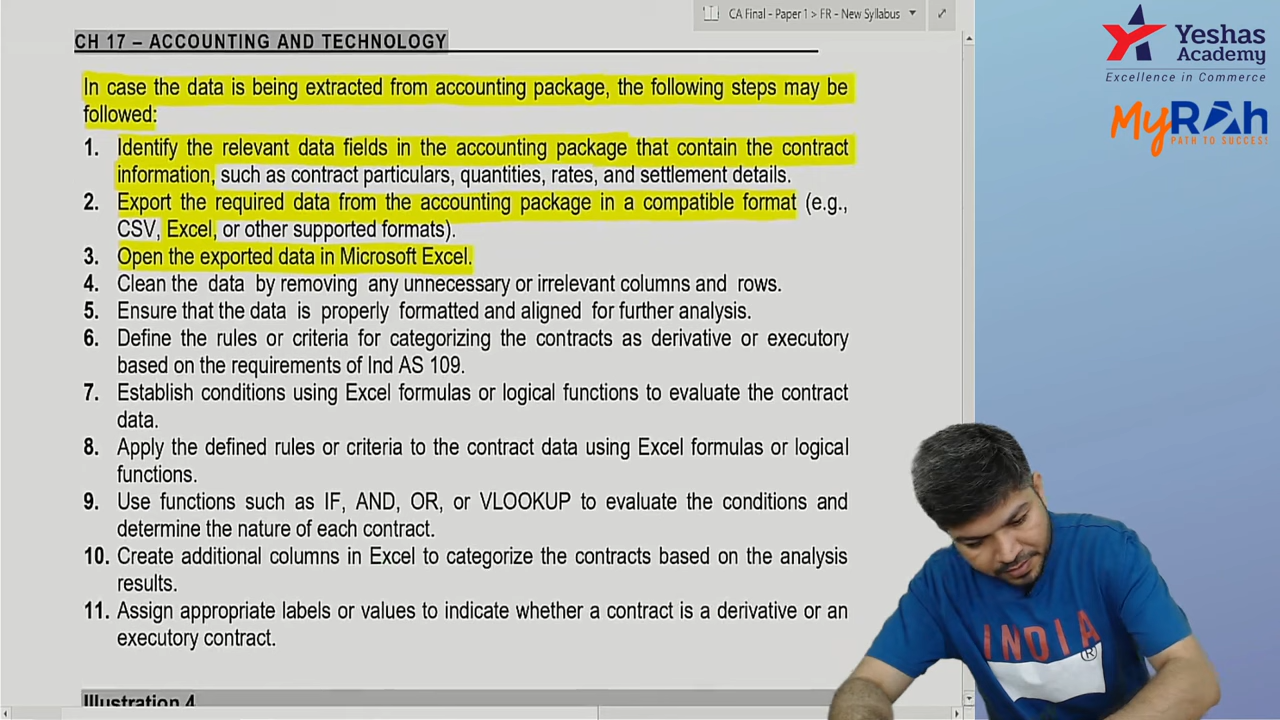 CA Final - Paper 1 > FR - New Syllabus
Yeshas
Academy
Excellence in Commerce
MyRAh
PATH TO SUCCESS
CH 17 – ACCOUNTING AND TECHNOLOGY
In case the data is being extracted from accounting package, the following steps may be
followed:
1. Identify the relevant data fields in the accounting package that contain the contract
information, such as contract particulars, quantities, rates, and settlement details.
2. Export the required data from the accounting package in a compatible format (e.g.,
CSV, Excel, or other supported formats).
3. Open the exported data in Microsoft Excel.
4. Clean the data by removing any unnecessary or irrelevant columns and rows.
5. Ensure that the data is properly formatted and aligned for further analysis.
6. Define the rules or criteria for categorizing the contracts as derivative or executory
based on the requirements of Ind AS 109.
7. Establish conditions using Excel formulas or logical functions to evaluate the contract
data.
8. Apply the defined rules or criteria to the contract data using Excel formulas or logical
functions.
9. Use functions such as IF, AND, OR, or VLOOKUP to evaluate the conditions and
determine the nature of each contract.
10. Create additional columns in Excel to categorize the contracts based on the analysis
results.
11. Assign appropriate labels or values to indicate whether a contract is a derivative or an
executory contract.
Illustration 4
INDIA
®